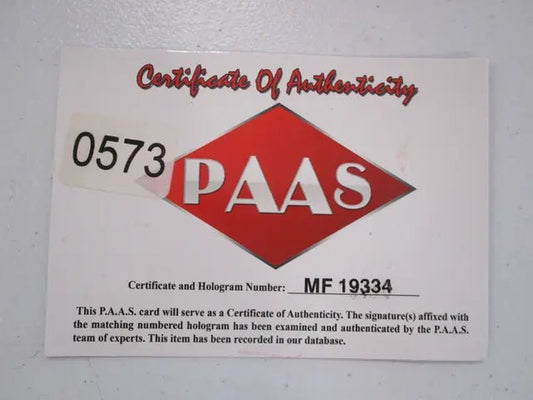 Certificate Of Authenticity
0573
PAAS
Certificate and Hologram Number: MF 19334
This P.A.A.S. card will serve as a Certificate of Authenticity. The signature(s) affixed with
the matching numbered hologram has been examined and authenticated by the P.A.A.S.
team of experts. This item has been recorded in our database.